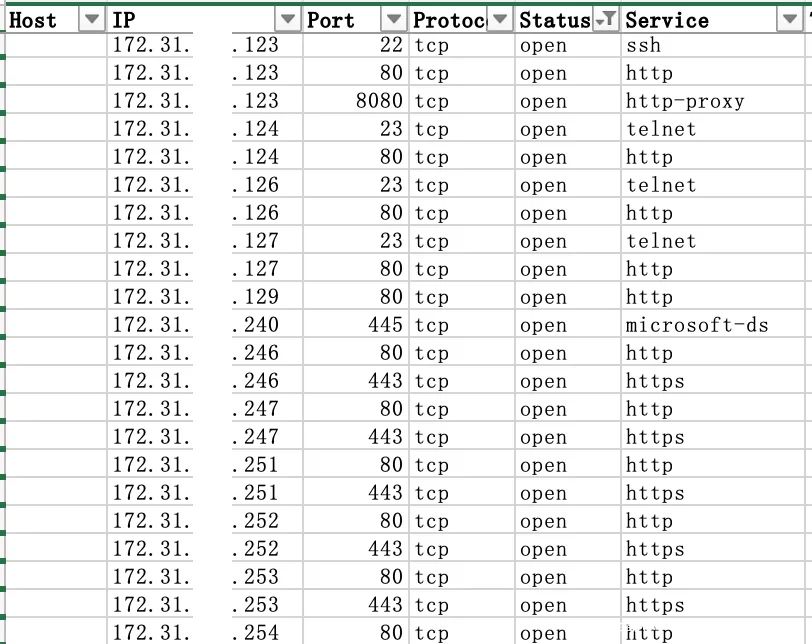 Host IP Port Protoc Status Service
172.31. .123 22 tcp open ssh
172.31. .123 80 tcp open http
172.31. .123 8080 tcp open http-proxy
172.31. .124 23 tcp open telnet
172.31. .124 80 tcp open http
172.31. .126 23 tcp open telnet
172.31. .126 80 tcp open http
172.31. .127 23 tcp open telnet
172.31. .127 80 tcp open http
172.31. .129 80 tcp open http
172.31. .240 445 tcp open microsoft-ds
172.31. .246 80 tcp open http
172.31. .246 443 tcp open https
172.31. .247 80 tcp open http
172.31. .247 443 tcp open https
172.31. .251 80 tcp open http
172.31. .251 443 tcp open https
172.31. .252 80 tcp open http
172.31. .252 443 tcp open https
172.31. .253 80 tcp open http
172.31. .253 443 tcp open https
172.31. .254 80 tcp open http